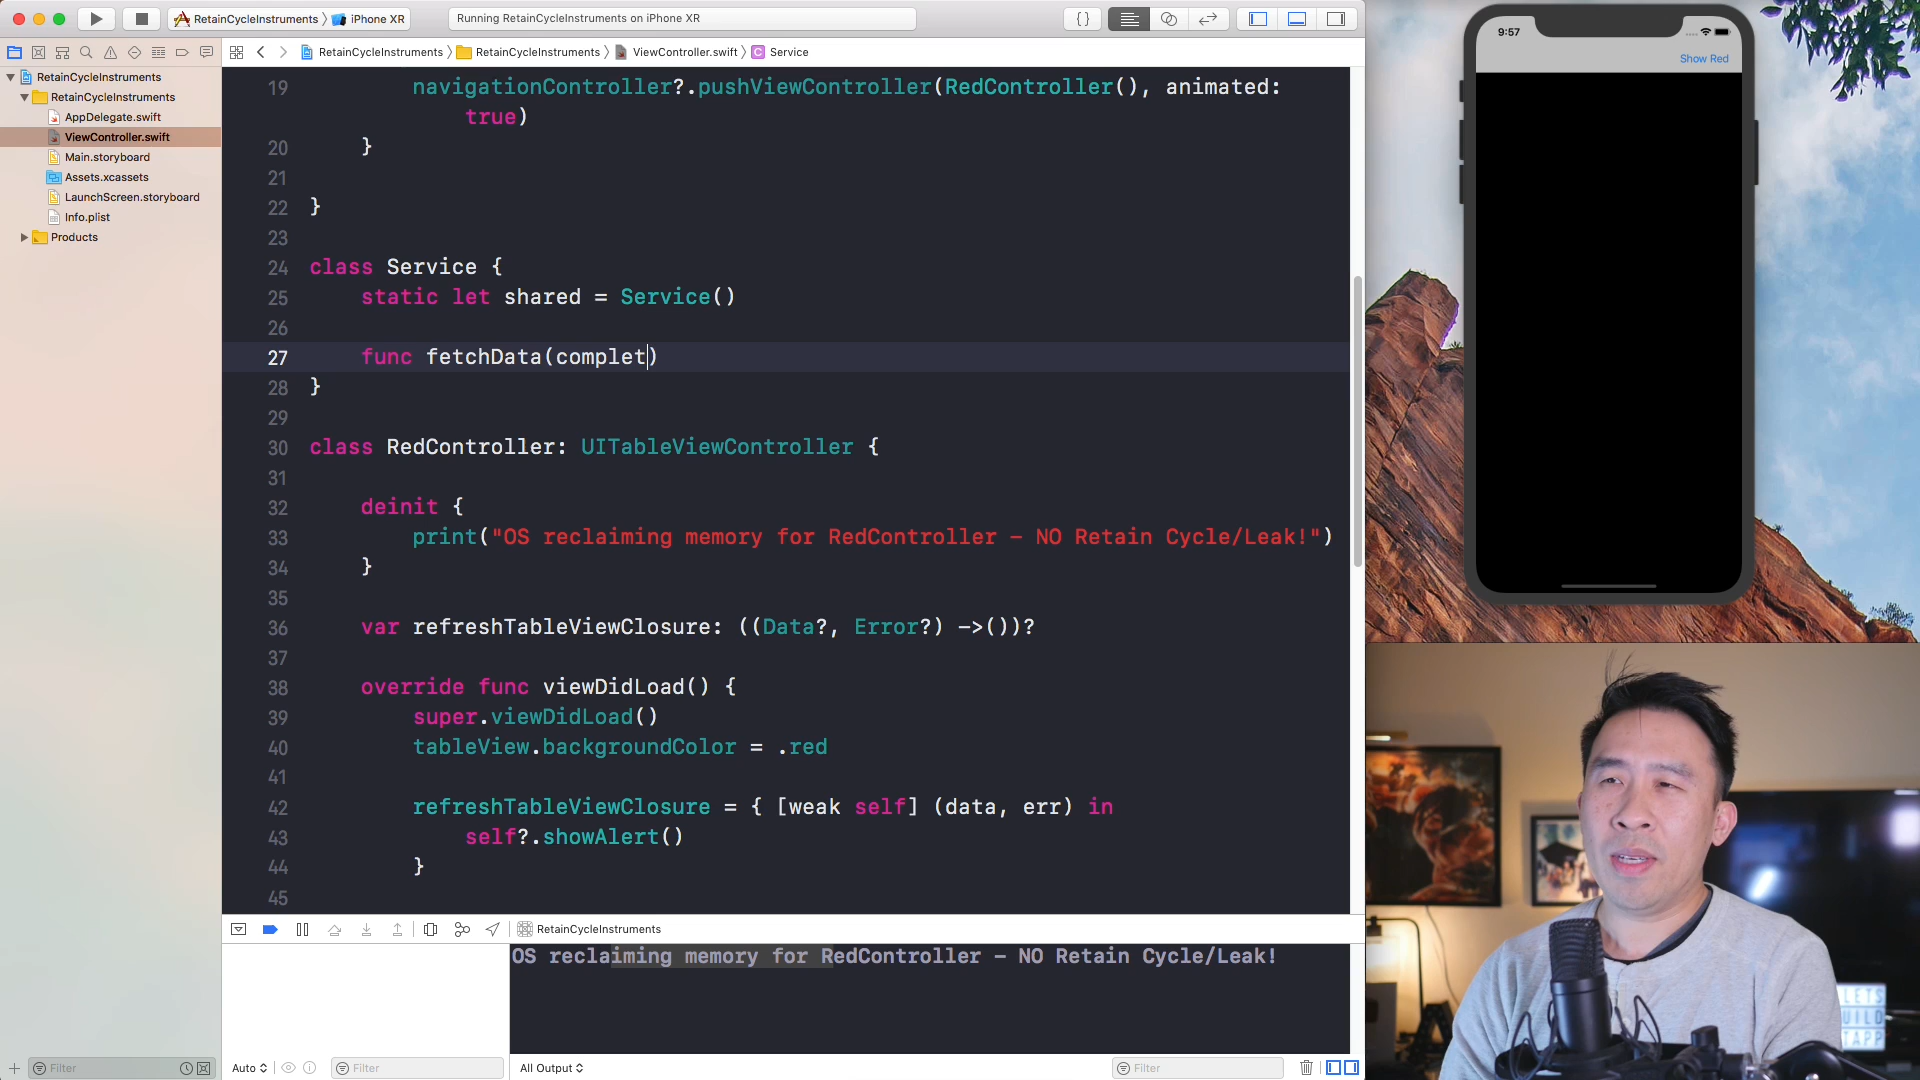 RetainCycleInstruments
iPhone XR
Running RetainCycleInstruments on iPhone XR
RetainCycleInstruments
RetainCycleInstruments
ViewController.swift
Service
RetainCycleInstruments
RetainCycleInstruments
AppDelegate.swift
ViewController.swift
Main.storyboard
Assets.xcassets
LaunchScreen.storyboard
Info.plist
Products
19 navigationController?.pushViewController(RedController(), animated:
true)
20 }
21
22 }
23
24 class Service {
25 static let shared = Service()
26
27 func fetchData(complet)
28 }
29
30 class RedController: UITableViewController {
31
32 deinit {
33 print("OS reclaiming memory for RedController - NO Retain Cycle/Leak!")
34 }
35
36 var refreshTableViewClosure: ((Data?, Error?) ->())?
37
38 override func viewDidLoad() {
39 super.viewDidLoad()
40 tableView.backgroundColor = .red
41
42 refreshTableViewClosure = { [weak self] (data, err) in
43 self?.showAlert()
44 }
45
RetainCycleInstruments
OS reclaiming memory for RedController - NO Retain Cycle/Leak!
Filter
Auto
Filter
All Output
Filter
9:57
Show Red
LETS
UILD
TAPP